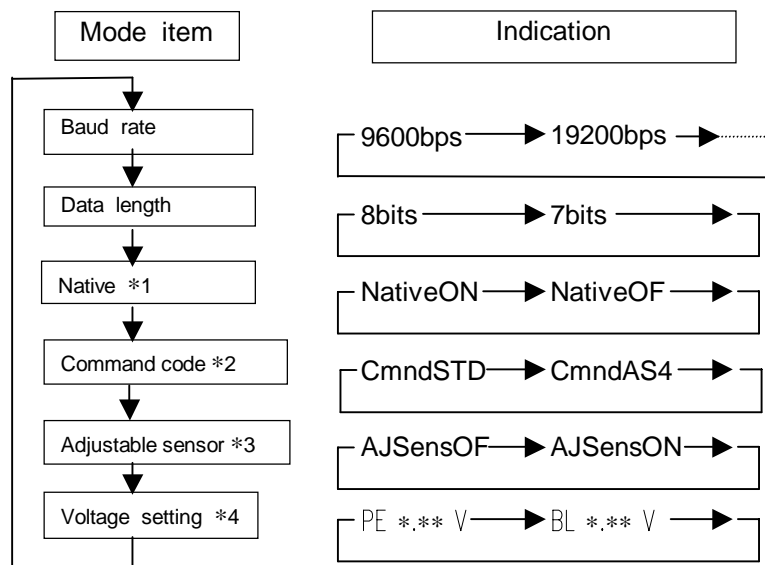 Mode item
Indication
Baud rate
9600bps 19200bps
Data length
8bits 7bits
Native *1
NativeON NativeOF
Command code *2
CmndSTD CmndAS4
Adjustable sensor *3
AJSensOF AJSensON
Voltage setting *4
PE *.** V BL *.** V